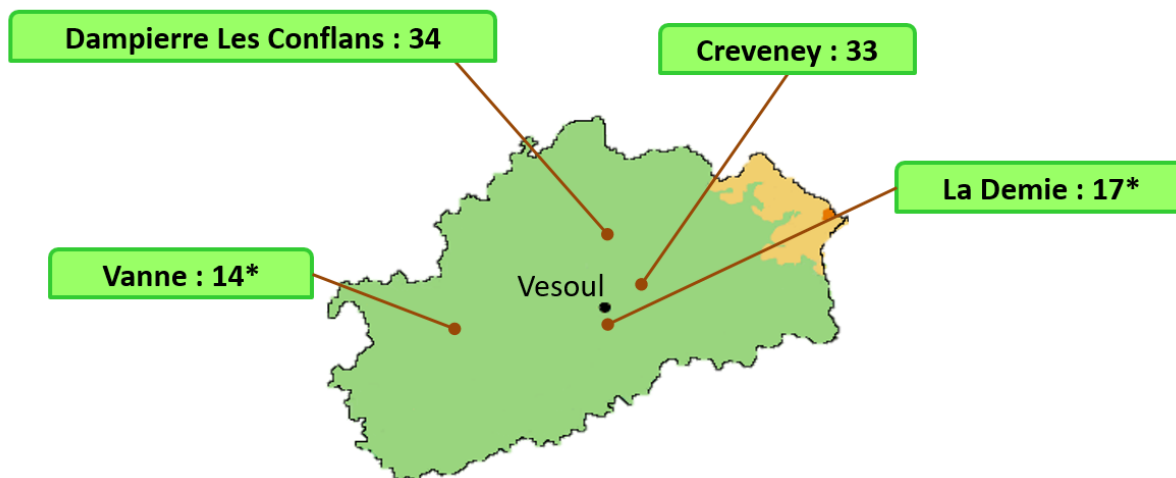 Dampierre Les Conflans : 34
Creveney : 33
La Demie : 17*
Vanne : 14*
Vesoul